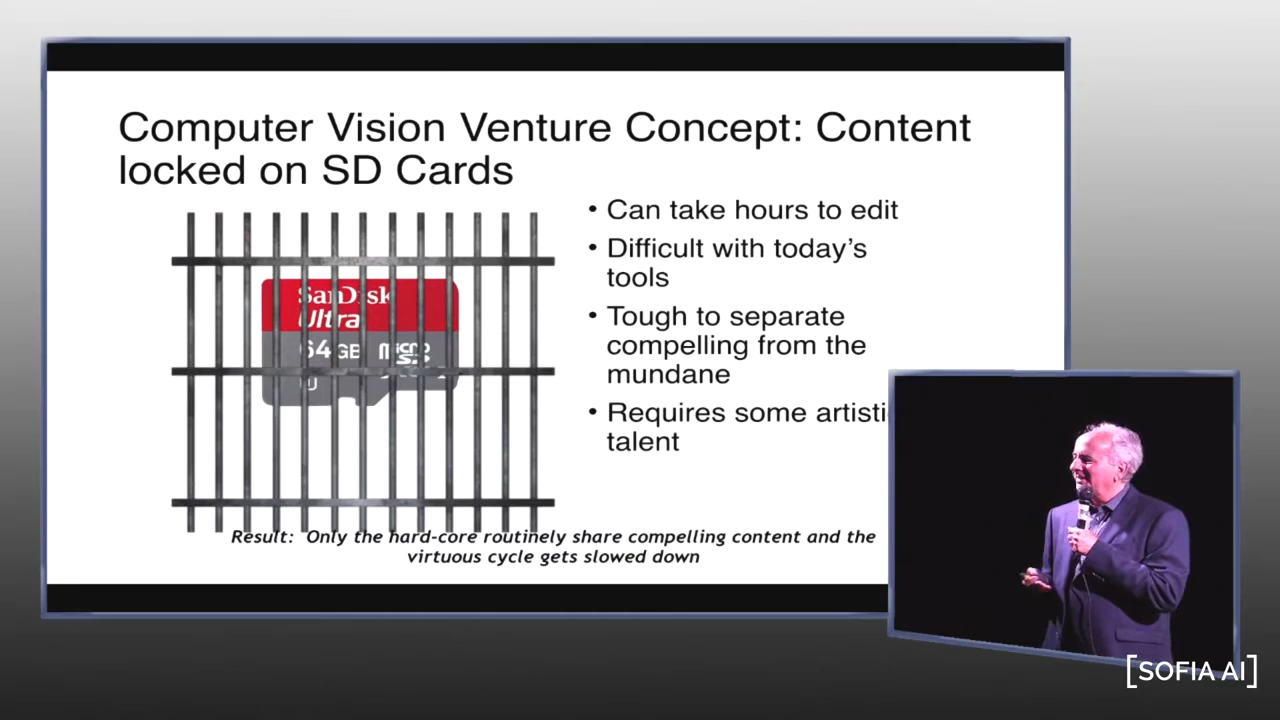 Computer Vision Venture Concept: Content
locked on SD Cards
SanDisk
Ultra
64GB micro
• Can take hours to edit
• Difficult with today's
tools
• Tough to separate
compelling from the
mundane
• Requires some artisti
talent
Result: Only the hard-core routinely share compelling content and the
virtuous cycle gets slowed down
[SOFIA AI]